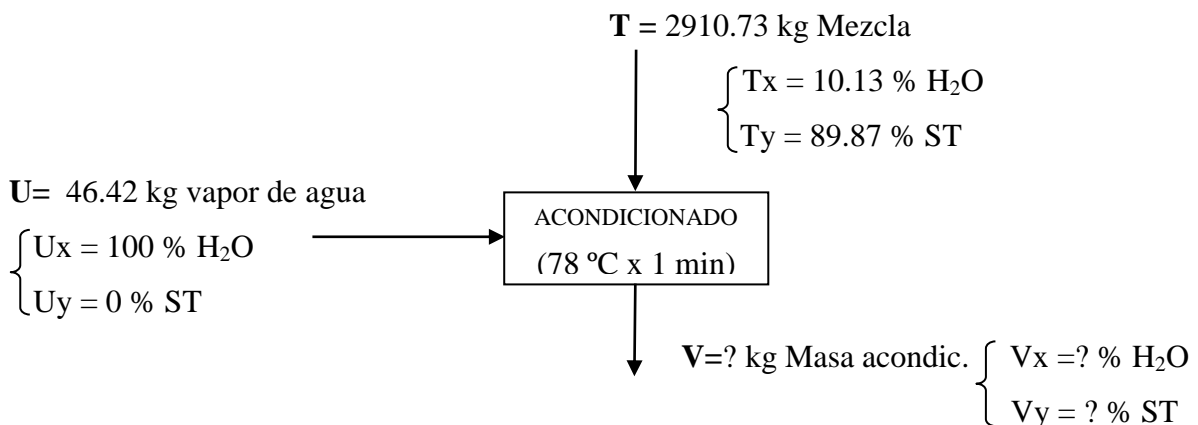 T = 2910.73 kg Mezcla
Tx = 10.13 % H₂O
Ty = 89.87 % ST
U= 46.42 kg vapor de agua
Ux = 100 % H₂O
Uy = 0 % ST
ACONDICIONADO
(78 ºC x 1 min)
V=? kg Masa acondic.
Vx =? % H₂O
Vy = ? % ST